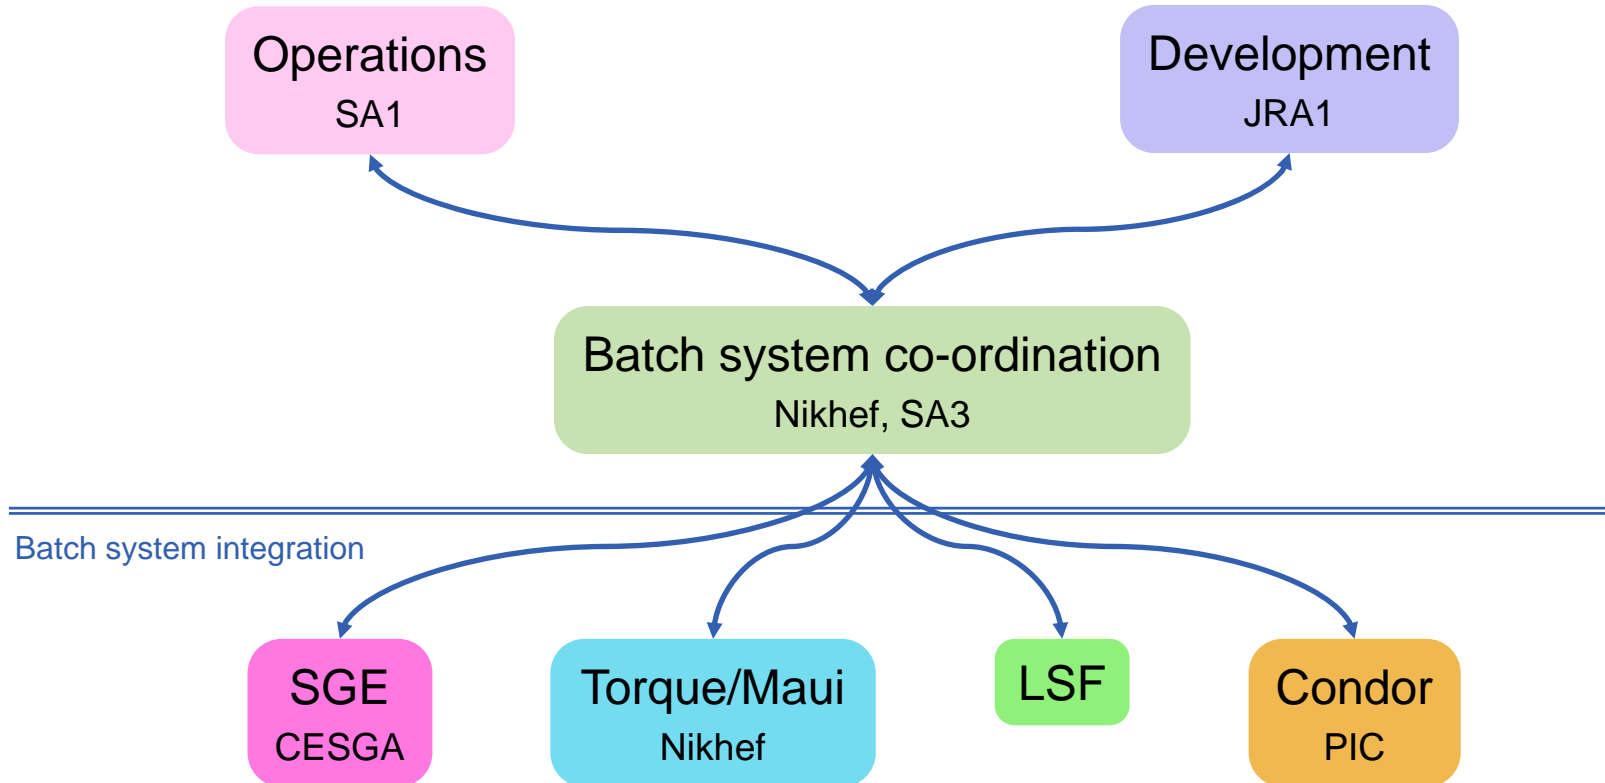 Operations
SA1
Development
JRA1
Batch system co-ordination
Nikhef, SA3
Batch system integration
SGE
CESGA
Torque/Maui
Nikhef
LSF
Condor
PIC